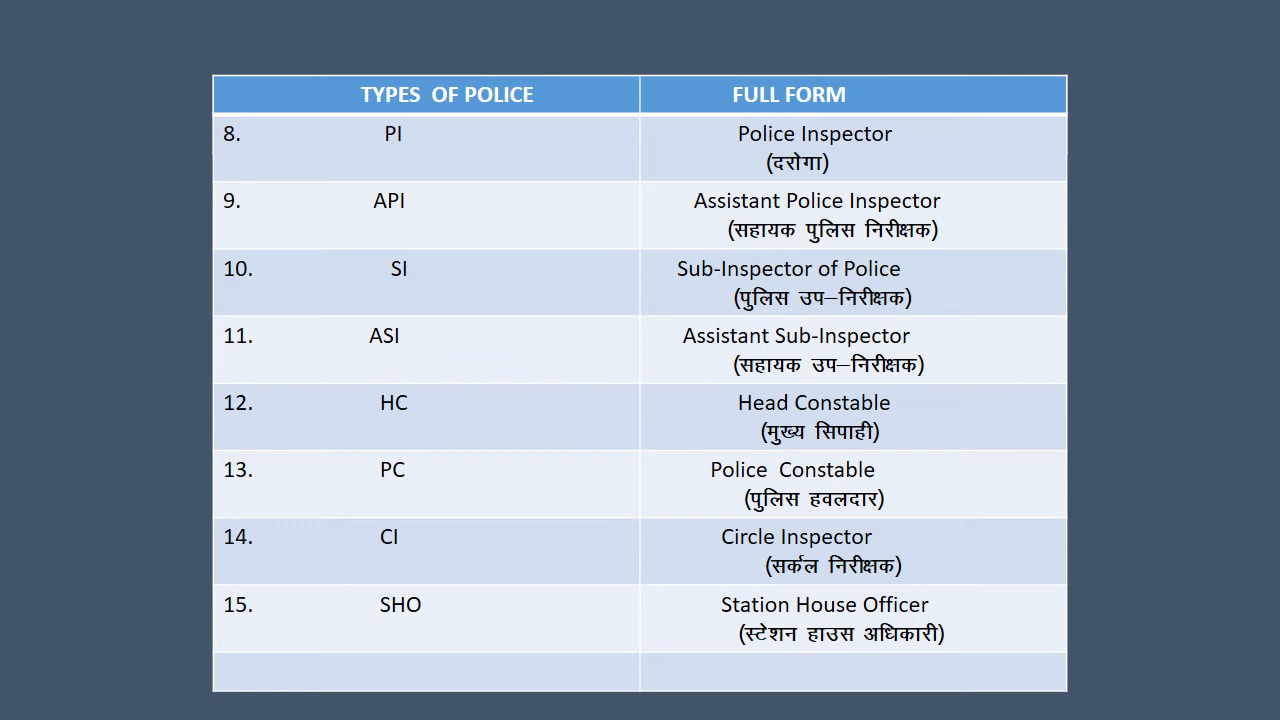 TYPES OF POLICE FULL FORM
8. PI Police Inspector
(दरोगा)
9. API Assistant Police Inspector
(सहायक पुलिस निरीक्षक)
10. SI Sub-Inspector of Police
(पुलिस उप–निरीक्षक)
11. ASI Assistant Sub-Inspector
(सहायक उप–निरीक्षक)
12. HC Head Constable
(मुख्य सिपाही)
13. PC Police Constable
(पुलिस हवलदार)
14. CI Circle Inspector
(सर्कल निरीक्षक)
15. SHO Station House Officer
(स्टेशन हाउस अधिकारी)